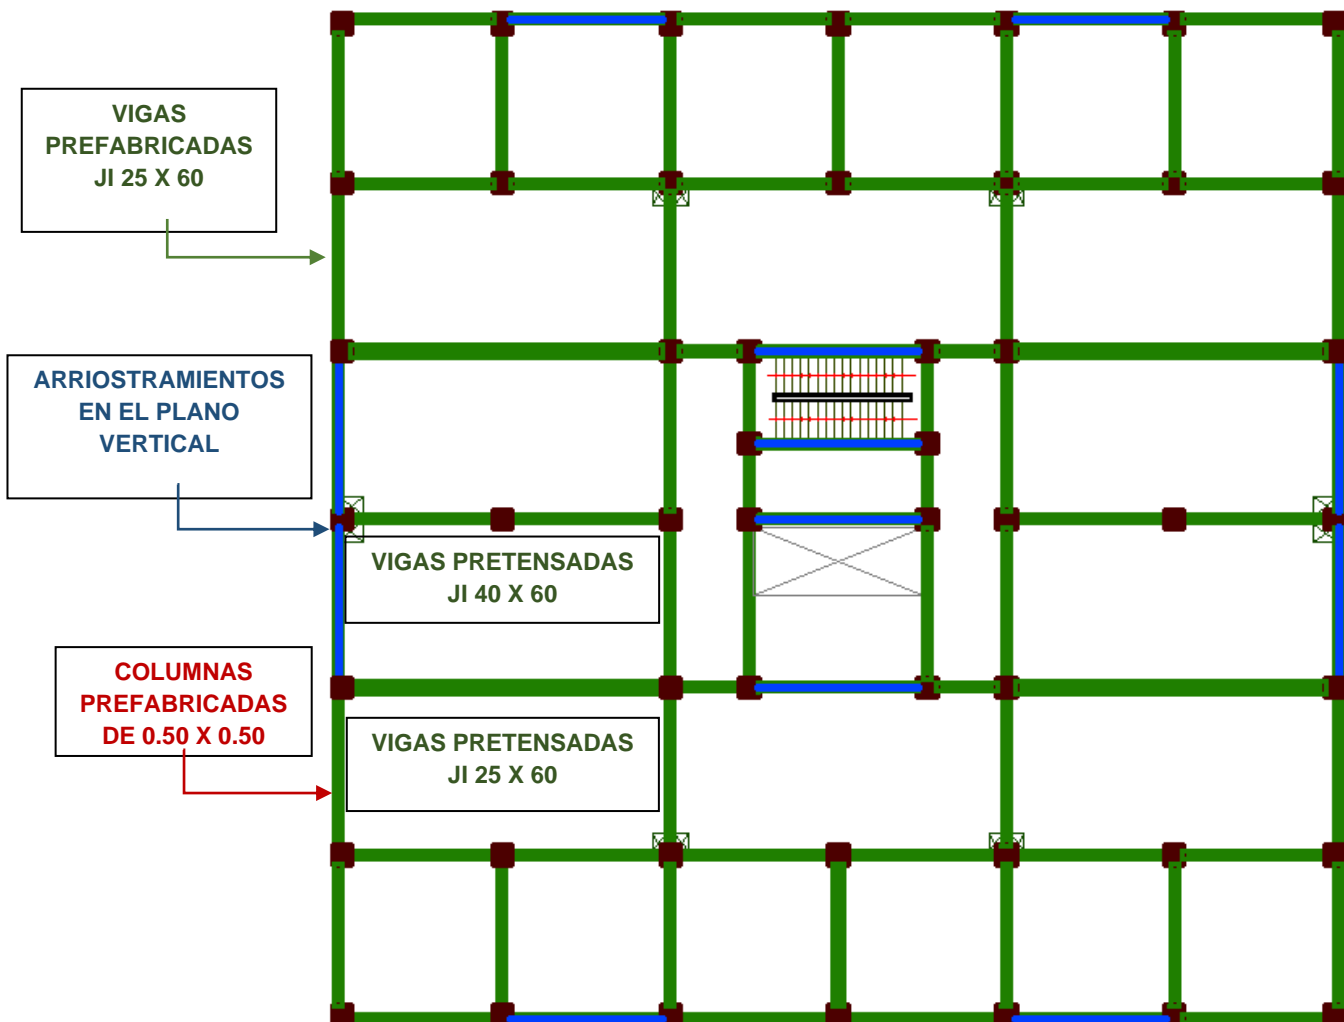 VIGAS
PREFABRICADAS
JI 25 X 60
ARRIOSTRAMIENTOS
EN EL PLANO
VERTICAL
VIGAS PRETENSADAS
JI 40 X 60
COLUMNAS
PREFABRICADAS
DE 0.50 X 0.50
VIGAS PRETENSADAS
JI 25 X 60